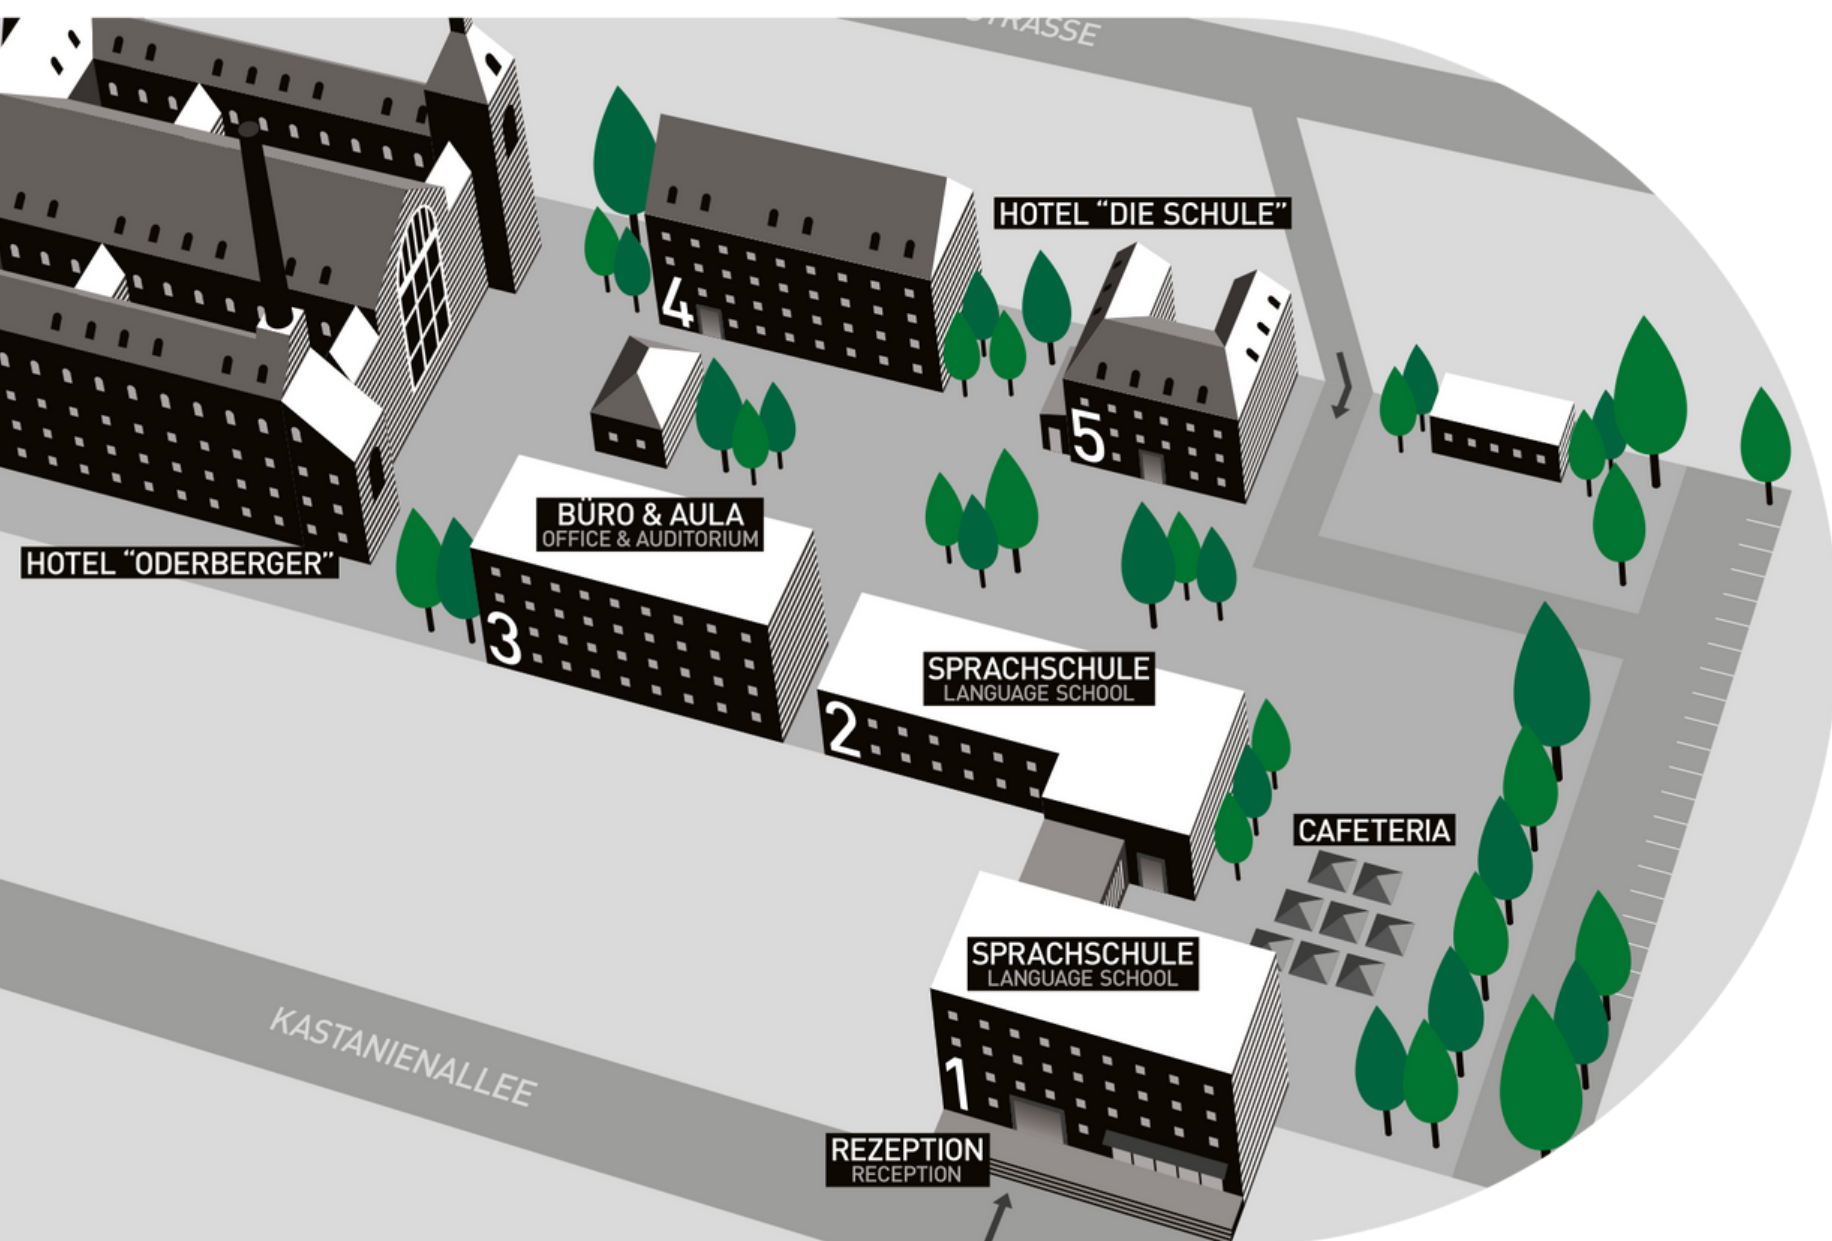 STRASSE
HOTEL “DIE SCHULE”
4
5
BÜRO & AULA
OFFICE & AUDITORIUM
HOTEL “ODERBERGER”
3
SPRACHSCHULE
LANGUAGE SCHOOL
2
CAFETERIA
SPRACHSCHULE
LANGUAGE SCHOOL
KASTANIENALLEE
1
REZEPTION
RECEPTION